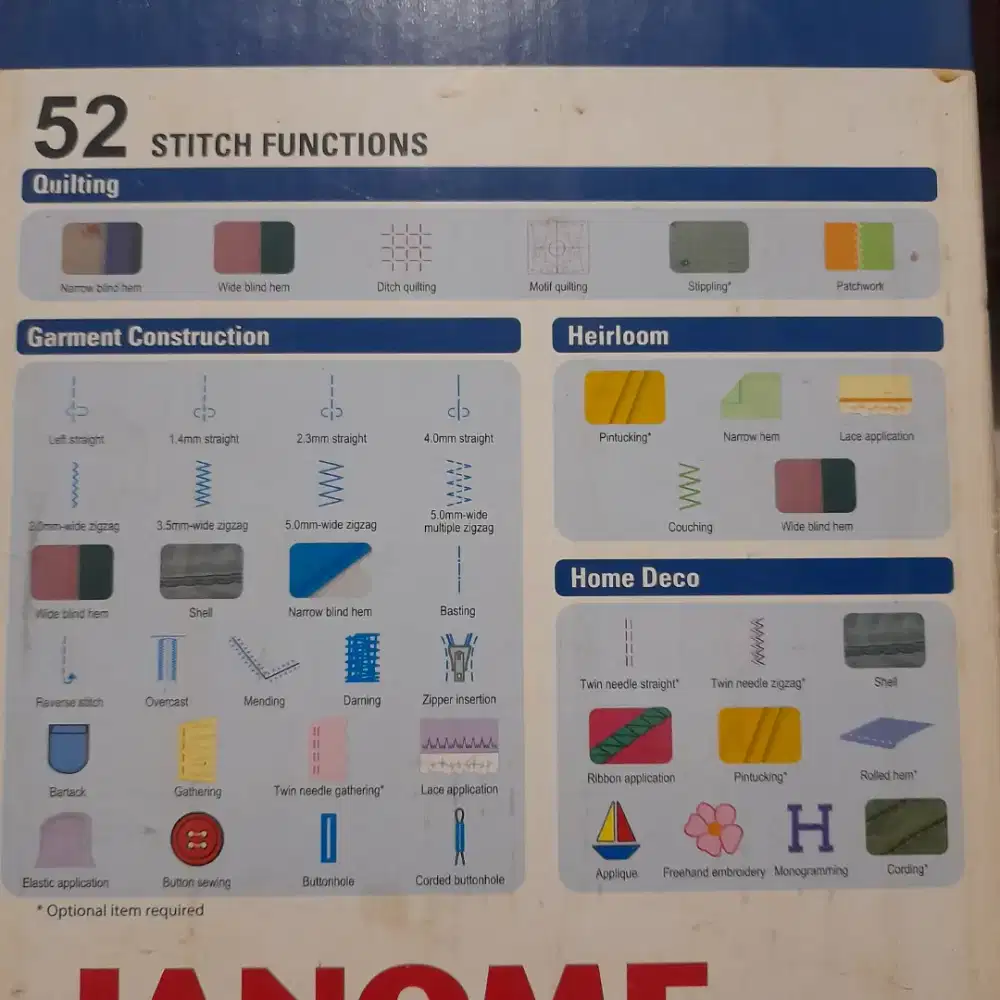 52 STITCH FUNCTIONS
Quilting
Narrow blind hem
Wide blind hem
Ditch quilting
Motif quilting
Stippling*
Patchwork
Garment Construction
Left straight
1.4mm straight
2.3mm straight
4.0mm straight
2.0mm-wide zigzag
3.5mm-wide zigzag
5.0mm-wide zigzag
5.0mm-wide
multiple zigzag
Wide blind hem
Shell
Narrow blind hem
Basting
Reverse stitch
Overcast
Mending
Darning
Zipper insertion
Bartack
Gathering
Twin needle gathering*
Lace application
Elastic application
Button sewing
Buttonhole
Corded buttonhole
* Optional item required
Heirloom
Pintucking*
Narrow hem
Lace application
Couching
Wide blind hem
Home Deco
Twin needle straight*
Twin needle zigzag*
Shell
Ribbon application
Pintucking*
Rolled hem*
Applique
Freehand embroidery
H
Monogramming
Cording*
JANOME